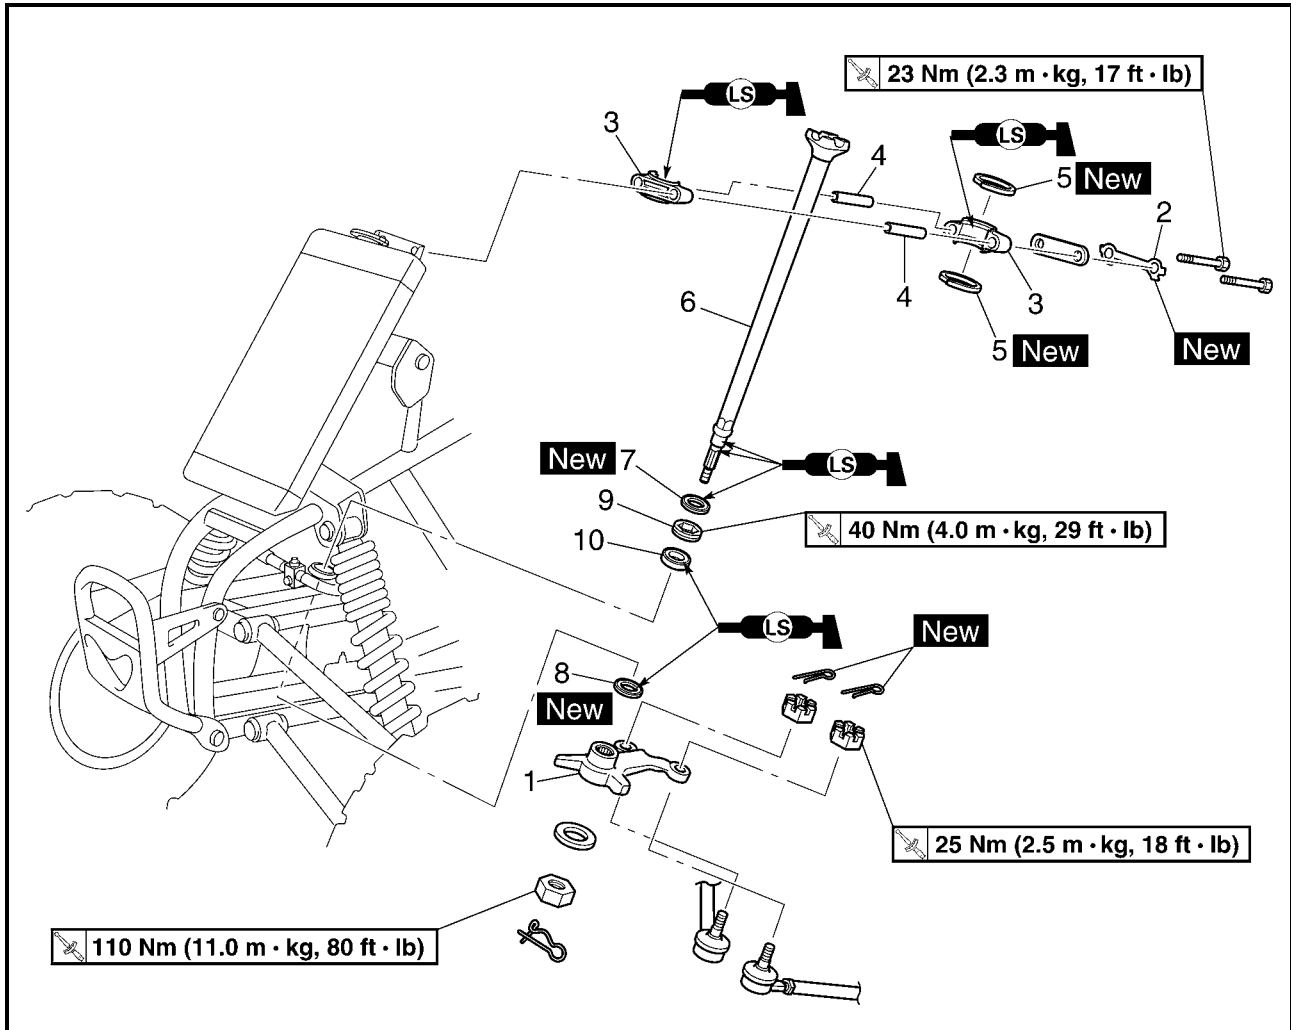 23 Nm (2.3 m · kg, 17 ft · lb)
LS
3
LS
4
5 New
2
4
3
6
5 New
New
New 7
LS
9
40 Nm (4.0 m · kg, 29 ft · lb)
10
LS
New
8
New
1
25 Nm (2.5 m · kg, 18 ft · lb)
110 Nm (11.0 m · kg, 80 ft · lb)